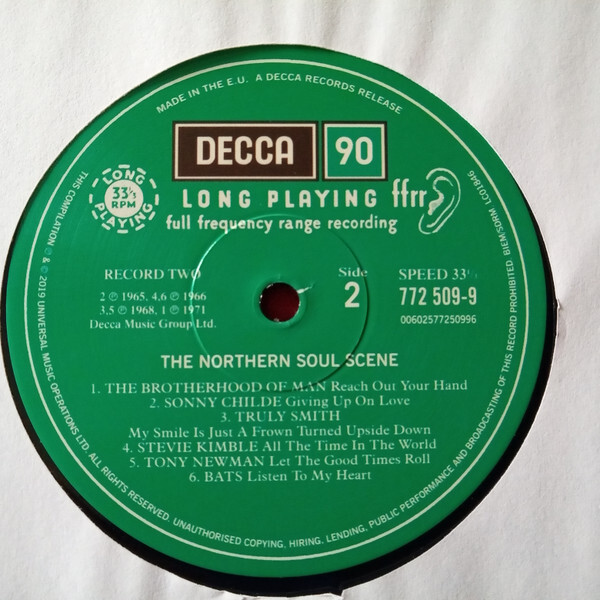 MADE IN THE E.U. A DECCA RECORDS RELEASE
DECCA 90
LONG PLAYING 33⅓ RPM
LONG PLAYING ffrr
full frequency range recording
RECORD TWO
2 ℗ 1965, 4,6 ℗ 1966
3,5 ℗ 1968, 1 ℗ 1971
Decca Music Group Ltd.
Side
2
SPEED 33⅓
772 509-9
00602577250996
THE NORTHERN SOUL SCENE
1. THE BROTHERHOOD OF MAN Reach Out Your Hand
2. SONNY CHILDE Giving Up On Love
3. TRULY SMITH
My Smile Is Just A Frown Turned Upside Down
4. STEVIE KIMBLE All The Time In The World
5. TONY NEWMAN Let The Good Times Roll
6. BATS Listen To My Heart
THIS COMPILATION ℗ & © 2019 UNIVERSAL MUSIC OPERATIONS LTD. ALL RIGHTS RESERVED. UNAUTHORISED COPYING, HIRING, LENDING, PUBLIC PERFORMANCE AND BROADCASTING OF THIS RECORD PROHIBITED BIEM/SDRM LC01846